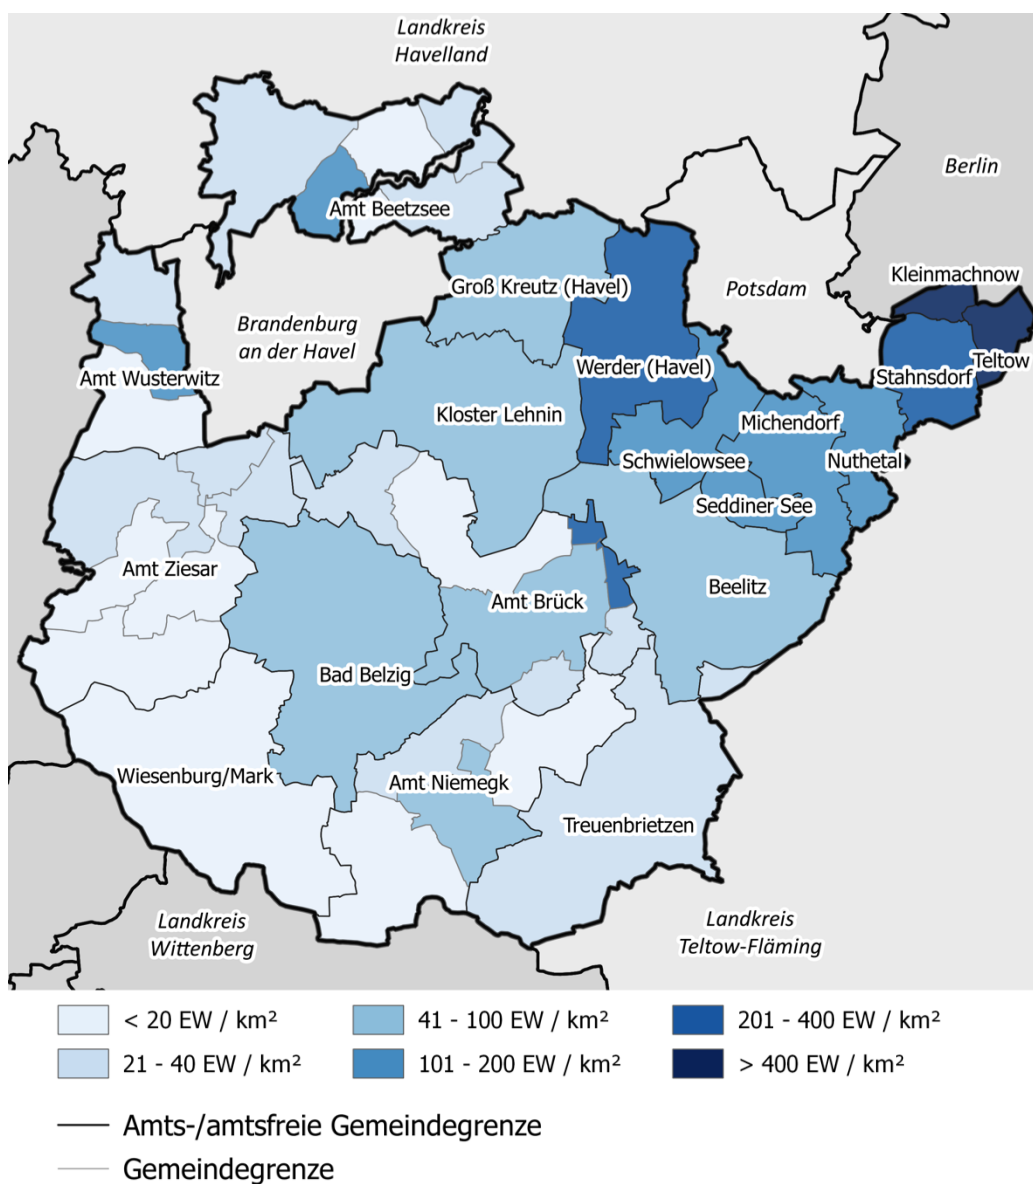 Landkreis
Havelland
Berlin
Amt Beetzsee
Kleinmachnow
Groß Kreutz (Havel)
Potsdam
Brandenburg
an der Havel
Teltow
Werder (Havel)
Stahnsdorf
Amt Wusterwitz
Kloster Lehnin
Michendorf
Schwielowsee
Nuthetal
Seddiner See
Amt Ziesar
Beelitz
Amt Brück
Bad Belzig
Wiesenburg/Mark
Amt Niemegk
Treuenbrietzen
Landkreis
Wittenberg
Landkreis
Teltow-Fläming
< 20 EW / km²
41 - 100 EW / km²
201 - 400 EW / km²
21 - 40 EW / km²
101 - 200 EW / km²
> 400 EW / km²
Amts-/amtsfreie Gemeindegrenze
Gemeindegrenze